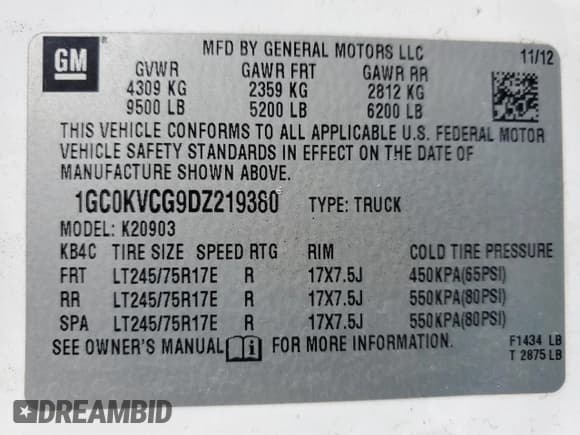 GM
MFD BY GENERAL MOTORS LLC
11/12
GVWR GAWR FRT GAWR RR
4309 KG 2359 KG 2812 KG
9500 LB 5200 LB 6200 LB
THIS VEHICLE CONFORMS TO ALL APPLICABLE U.S. FEDERAL MOTOR
VEHICLE SAFETY STANDARDS IN EFFECT ON THE DATE OF
MANUFACTURE SHOWN ABOVE.
1GC0KVCG9DZ219380 TYPE: TRUCK
MODEL: K20903
KB4C TIRE SIZE SPEED RTG RIM COLD TIRE PRESSURE
FRT LT245/75R17E R 17X7.5J 450KPA(65PSI)
RR LT245/75R17E R 17X7.5J 550KPA(80PSI)
SPA LT245/75R17E R 17X7.5J 550KPA(80PSI)
SEE OWNER'S MANUAL i FOR MORE INFORMATION.
F1434 LB
T 2875 LB
DREAMBID